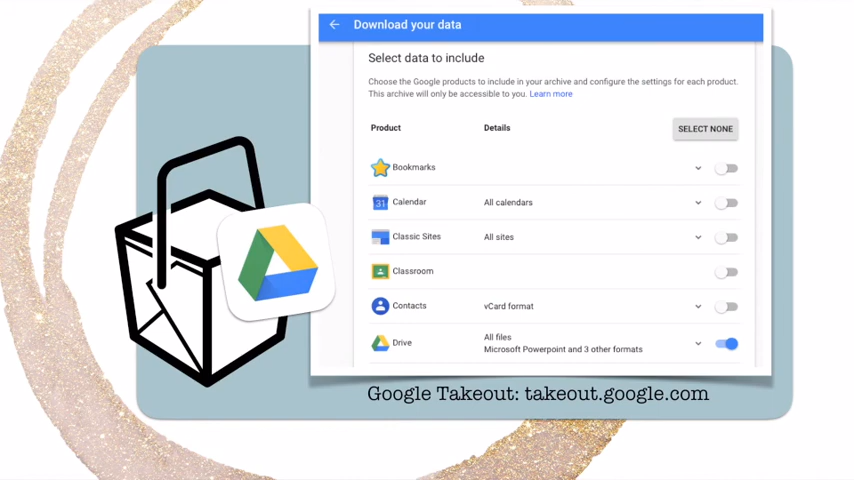 Download your data
Select data to include
Choose the Google products to include in your archive and configure the settings for each product.
This archive will only be accessible to you. Learn more
Product Details SELECT NONE
Bookmarks
31 Calendar All calendars
Classic Sites All sites
Classroom
Contacts vCard format
Drive All files
Microsoft Powerpoint and 3 other formats
Google Takeout: takeout.google.com